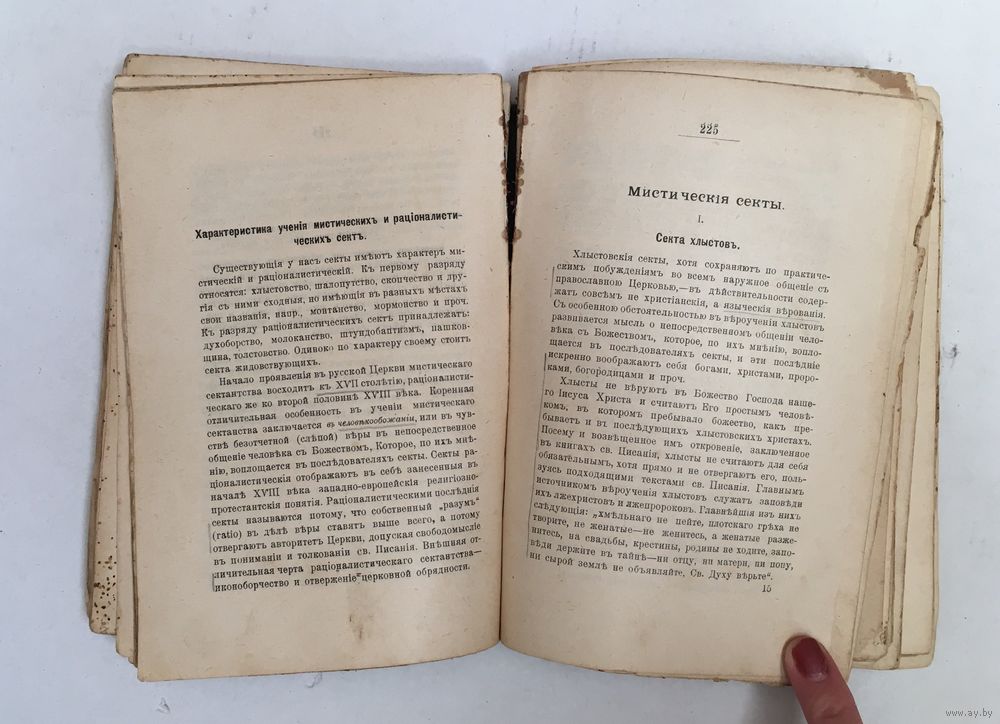 Характеристика ученія мистическихъ и раціоналисти-
ческихъ сектъ.
Существующія у насъ секты имѣютъ характеръ ми-
стическій и раціоналистическій. Къ первому разряду
относятся: хлыстовство, шалопутство, скопчество и дру-
гія съ ними сходныя, но имѣющія въ разныхъ мѣстахъ
свои названія, напр., монтанство, мормонство и проч.
Къ разряду раціоналистическихъ сектъ принадлежатъ:
духоборство, молоканство, штундобаптизмъ, пашков-
щина, толстовство. Одиноко по характеру своему стоитъ
секта жидовствующихъ.
Начало проявленія въ русской Церкви мистическаго
сектантства восходитъ къ XVII столѣтію, раціоналисти-
ческаго же ко второй половинѣ XVIII вѣка. Коренная
отличительная особенность въ ученіи мистическаго
сектанства заключается въ человѣкообожаніи, или въ чув-
ствѣ безотчетной (слѣпой) вѣры въ непосредственное
общеніе человѣка съ Божествомъ, Которое, по ихъ мнѣ-
нію, воплощается въ послѣдователяхъ секты. Секты ра-
ціоналистическія отображаютъ въ себѣ занесенныя въ
началѣ XVIII вѣка западно-европейскія религіозно-
протестантскія понятія. Раціоналистическими послѣднія
секты называются потому, что собственный „разумъ“
(ratio) въ дѣлѣ вѣры ставятъ выше всего, а потому
отвергаютъ авторитетъ Церкви, допуская свободомысліе
въ пониманіи и толкованіи св. Писанія. Внѣшняя от-
личительная черта раціоналистическаго сектантства—
иконоборчество и отверженіе церковной обрядности.
225
Мистическія секты.
I.
Секта хлыстовъ.
Хлыстовскія секты, хотя сохраняютъ по практиче-
скимъ побужденіямъ во всемъ наружное общеніе съ
православною Церковью,—въ дѣйствительности содер-
жатъ совсѣмъ не христіанскія, а языческія вѣрованія.
Съ особенною обстоятельностью въ вѣроученіи хлыстовъ
развивается мысль о непосредственномъ общеніи чело-
вѣка съ Божествомъ, которое, по ихъ мнѣнію, вопло-
щается въ послѣдователяхъ секты, и эти послѣдніе
искренно воображаютъ себя богами, христами, проро-
ками, богородицами и проч.
Хлысты не вѣруютъ въ Божество Господа наше-
го Іисуса Христа и считаютъ Его простымъ человѣ-
комъ, въ которомъ пребывало божество, какъ пре-
бываетъ и въ послѣдующихъ хлыстовскихъ христахъ.
Посему и возвѣщенное имъ откровеніе, заключенное
въ книгахъ св. Писанія, хлысты не считаютъ для себя
обязательнымъ, хотя прямо и не отвергаютъ его, поль-
зуясь подходящими текстами св. Писанія. Главнымъ
источникомъ вѣроученія хлыстовъ служатъ заповѣди
ихъ лжехристовъ и лжепророковъ. Главнѣйшія изъ нихъ
слѣдующія: „хмѣльнаго не пейте, плотскаго грѣха не
творите, не женатые—не женитесь, а женатые разже-
нитесь, на свадьбы, крестины, родины не ходите, запо-
вѣди держите въ тайнѣ—ни отцу, ни матери, ни попу,
ни сырой землѣ не объявляйте, Св. Духу вѣрьте“.
15
www.ay.by